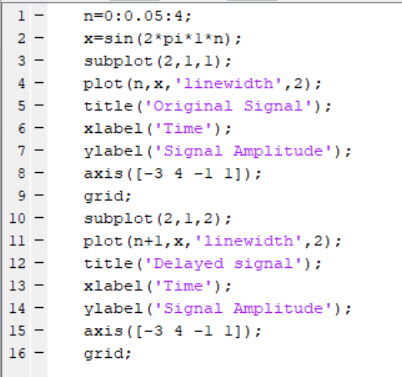 1 – n=0:0.05:4;
2 – x=sin(2*pi*1*n);
3 – subplot(2,1,1);
4 – plot(n,x,'linewidth',2);
5 – title('Original Signal');
6 – xlabel('Time');
7 – ylabel('Signal Amplitude');
8 – axis([-3 4 -1 1]);
9 – grid;
10 – subplot(2,1,2);
11 – plot(n+1,x,'linewidth',2);
12 – title('Delayed signal');
13 – xlabel('Time');
14 – ylabel('Signal Amplitude');
15 – axis([-3 4 -1 1]);
16 – grid;